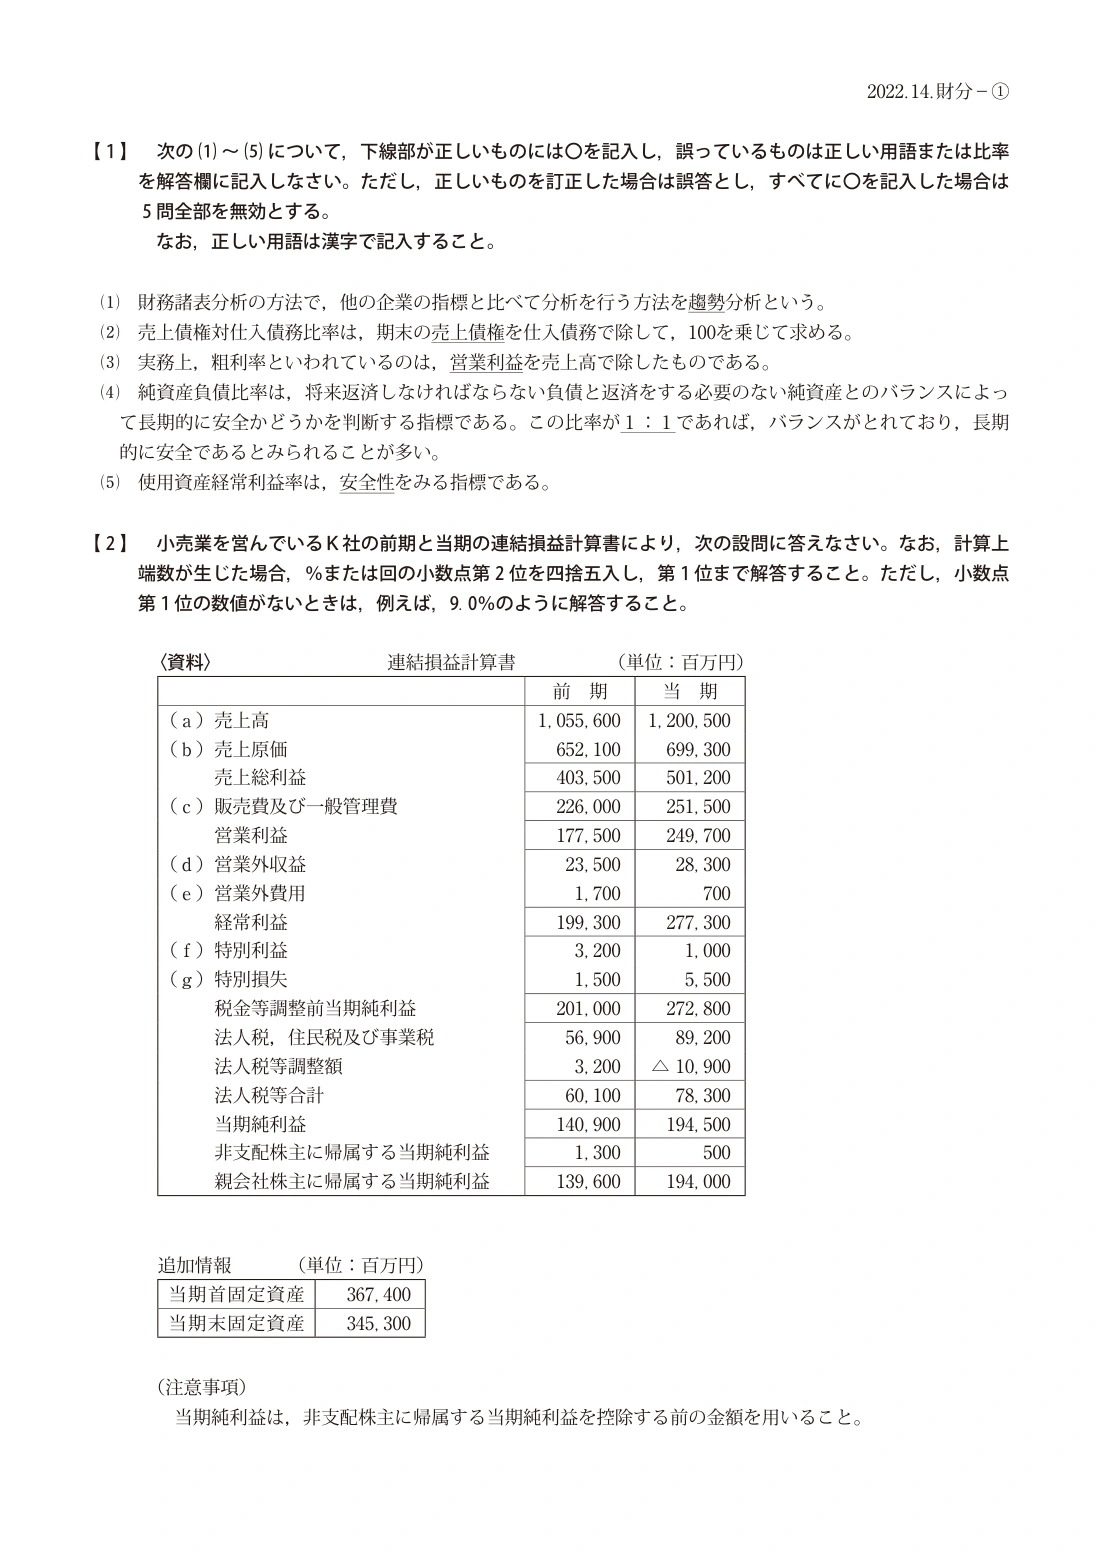 2022.14.財分－①
【1】　次の⑴～⑸について，下線部が正しいものには〇を記入し，誤っているものは正しい用語または比率
を解答欄に記入しなさい。ただし，正しいものを訂正した場合は誤答とし，すべてに〇を記入した場合は
5問全部を無効とする。
なお，正しい用語は漢字で記入すること。
⑴　財務諸表分析の方法で，他の企業の指標と比べて分析を行う方法を趨勢分析という。
⑵　売上債権対仕入債務比率は，期末の売上債権を仕入債務で除して，100を乗じて求める。
⑶　実務上，粗利率といわれているのは，営業利益を売上高で除したものである。
⑷　純資産負債比率は，将来返済しなければならない負債と返済をする必要のない純資産とのバランスによっ
て長期的に安全かどうかを判断する指標である。この比率が１：１であれば，バランスがとれており，長期
的に安全であるとみられることが多い。
⑸　使用資産経常利益率は，安全性をみる指標である。
【2】　小売業を営んでいるK社の前期と当期の連結損益計算書により，次の設問に答えなさい。なお，計算上
端数が生じた場合，％または回の小数点第2位を四捨五入し，第1位まで解答すること。ただし，小数点
第1位の数値がないときは，例えば，9.0％のように解答すること。
〈資料〉　連結損益計算書　（単位：百万円）
前　期　当　期
（a）売上高　1,055,600　1,200,500
（b）売上原価　652,100　699,300
売上総利益　403,500　501,200
（c）販売費及び一般管理費　226,000　251,500
営業利益　177,500　249,700
（d）営業外収益　23,500　28,300
（e）営業外費用　1,700　700
経常利益　199,300　277,300
（f）特別利益　3,200　1,000
（g）特別損失　1,500　5,500
税金等調整前当期純利益　201,000　272,800
法人税，住民税及び事業税　56,900　89,200
法人税等調整額　3,200　△ 10,900
法人税等合計　60,100　78,300
当期純利益　140,900　194,500
非支配株主に帰属する当期純利益　1,300　500
親会社株主に帰属する当期純利益　139,600　194,000
追加情報　（単位：百万円）
当期首固定資産　367,400
当期末固定資産　345,300
（注意事項）
当期純利益は，非支配株主に帰属する当期純利益を控除する前の金額を用いること。